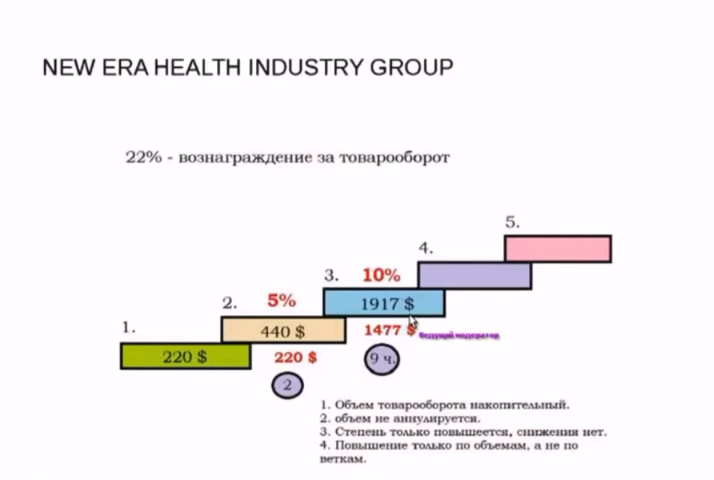 NEW ERA HEALTH INDUSTRY GROUP
22% - вознаграждение за товарооборот
5.
4.
3. 10%
2. 5%
1917 $
1. 440 $ 1477 $ ведущий модератор
220 $ 220 $ 9 ч.
2
1. Объем товарооборота накопительный.
2. объем не аннулируется.
3. Степень только повышеется, снижения нет.
4. Повышение только по объемам, а не по
веткам.